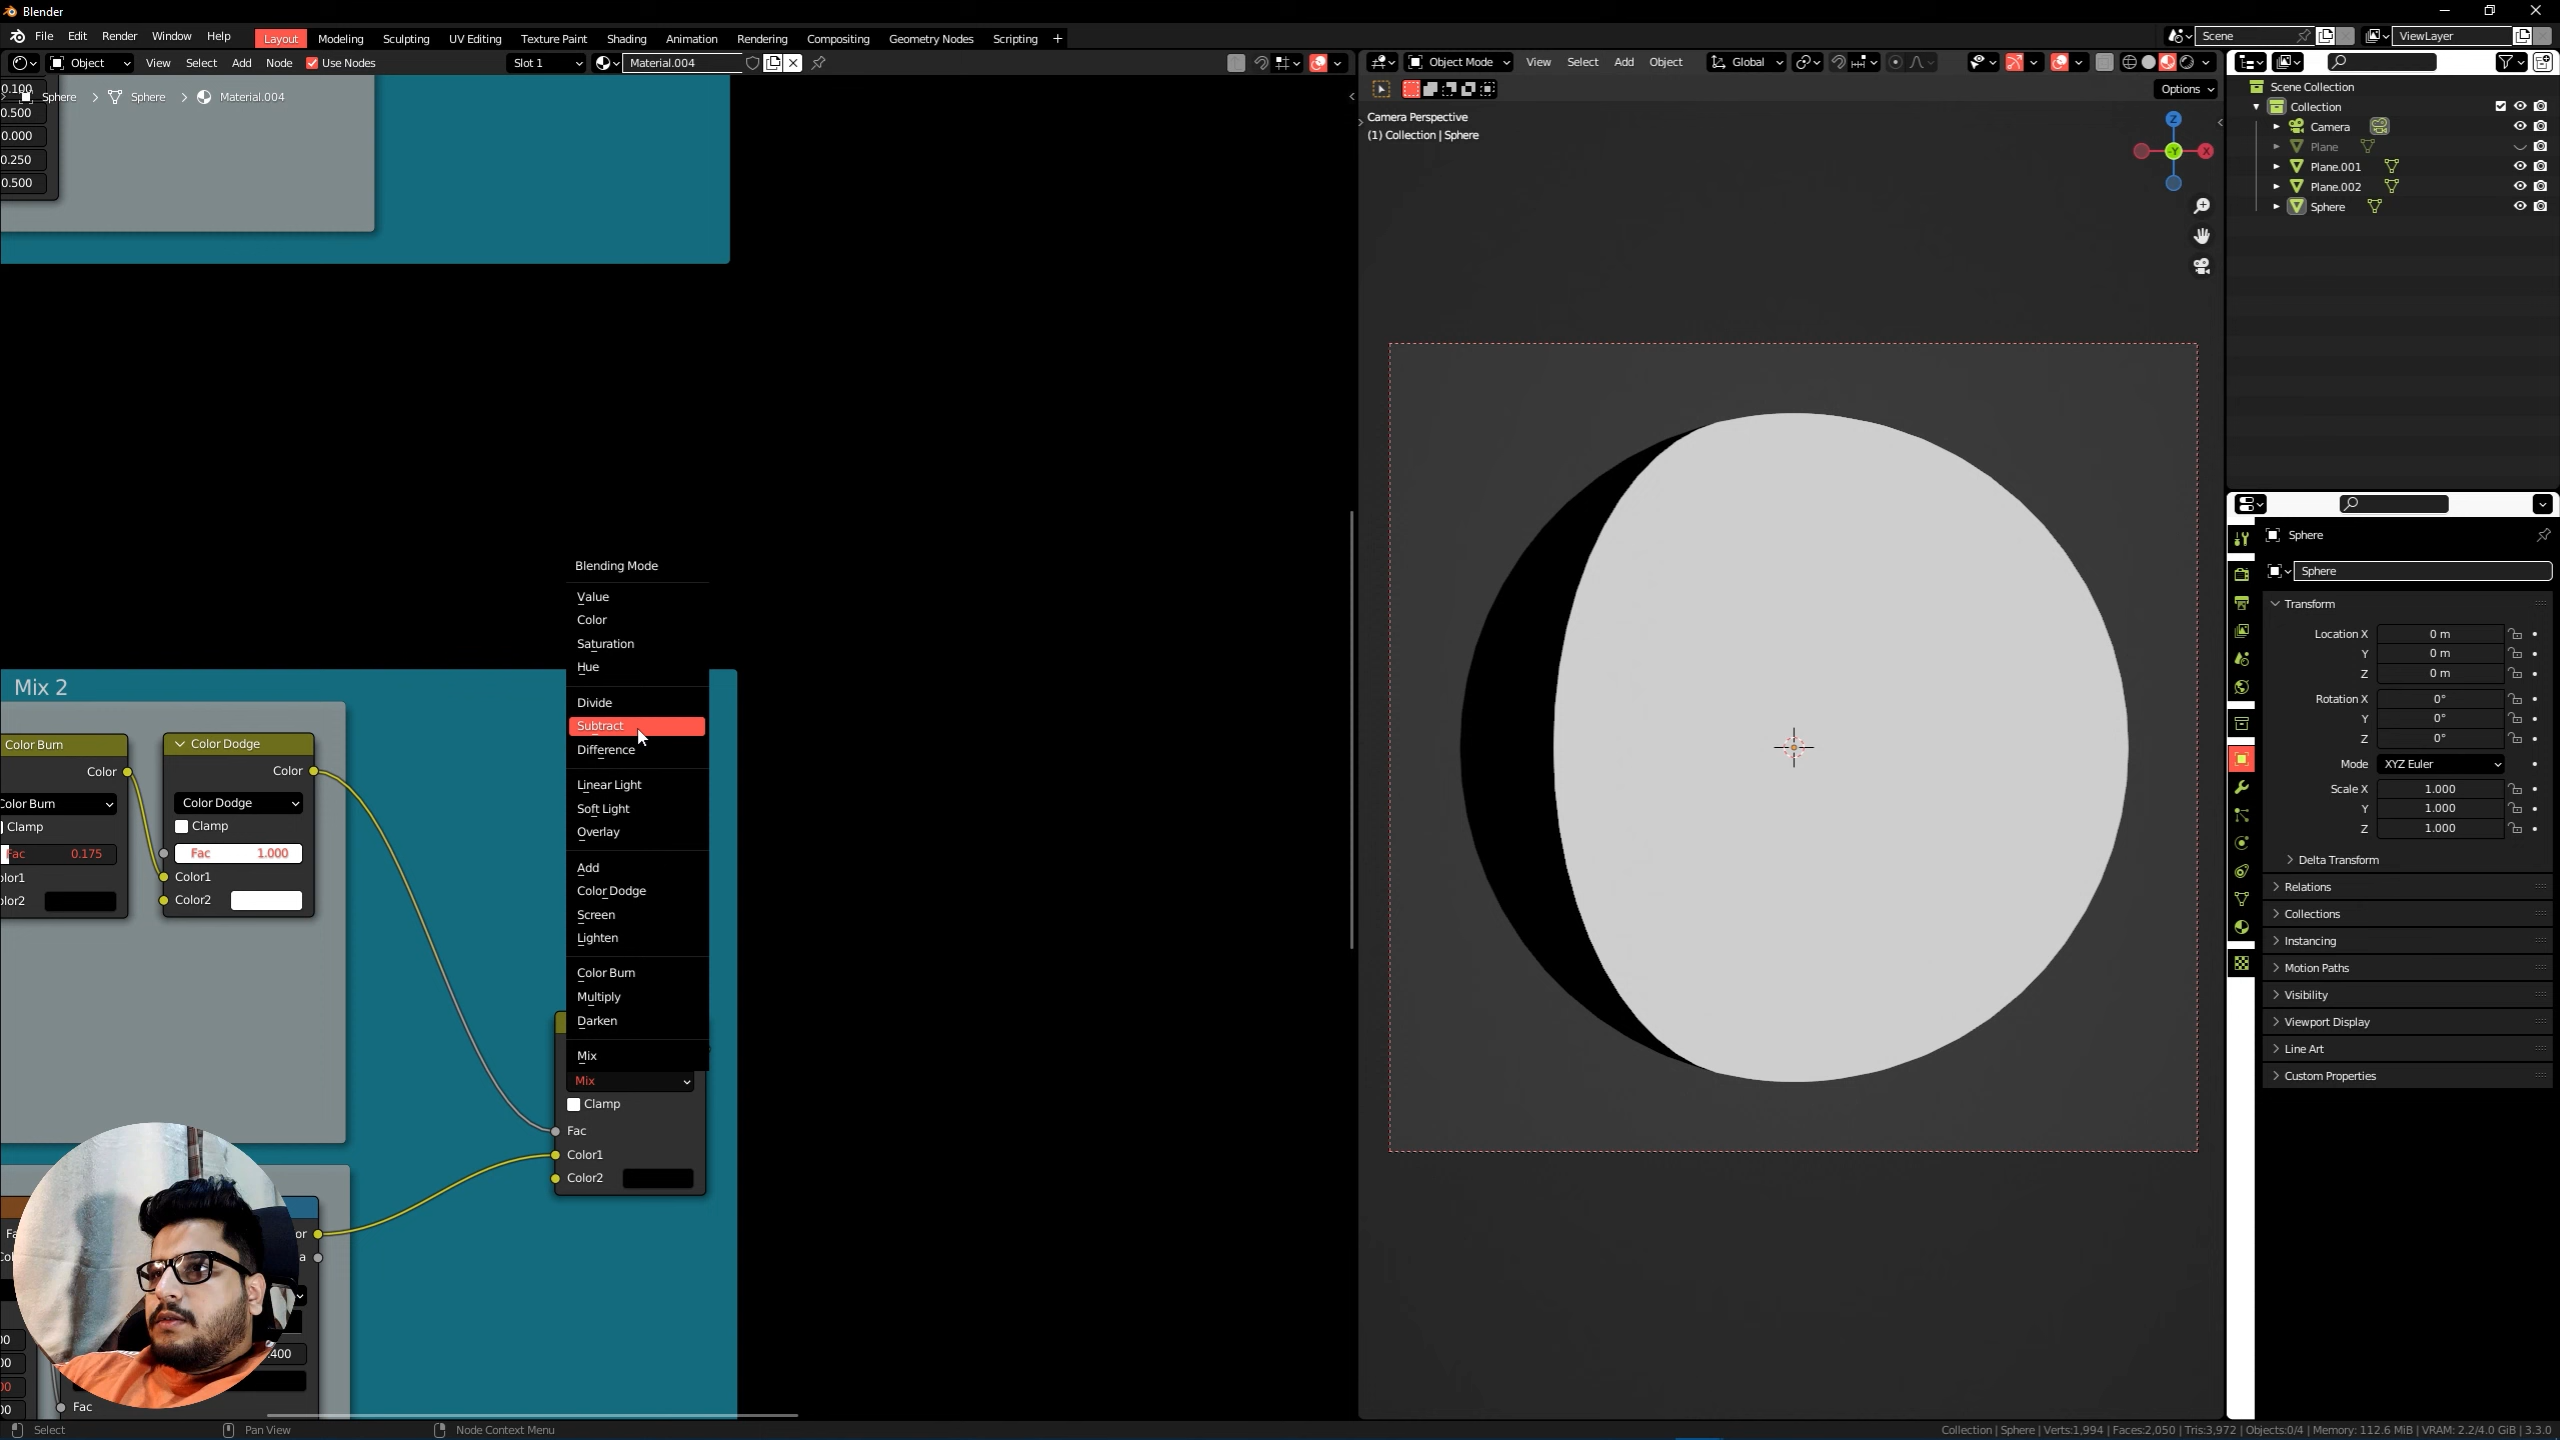 Blender
File Edit Render Window Help Layout Modeling Sculpting UV Editing Texture Paint Shading Animation Rendering Compositing Geometry Nodes Scripting +
Scene ViewLayer
Object View Select Add Node Use Nodes Slot 1 Material.004
Object Mode View Select Add Object Global
Options
Sphere > Sphere > Material.004
0.100
0.500
0.000
0.250
0.500
Camera Perspective
(1) Collection | Sphere
Z
-Y
X
Scene Collection
Collection
Camera
Plane
Plane.001
Plane.002
Sphere
Blending Mode
Value
Color
Saturation
Hue
Divide
Subtract
Difference
Linear Light
Soft Light
Overlay
Add
Color Dodge
Screen
Lighten
Color Burn
Multiply
Darken
Mix
Mix
Clamp
Fac
Color1
Color2
Mix 2
Color Burn
Color
Color Burn
Clamp
Fac 0.175
olor1
olor2
Color Dodge
Color
Color Dodge
Clamp
Fac 1.000
Color1
Color2
or
a
400
Fac
00
Sphere
Sphere
Transform
Location X 0 m
Y 0 m
Z 0 m
Rotation X 0°
Y 0°
Z 0°
Mode XYZ Euler
Scale X 1.000
Y 1.000
Z 1.000
Delta Transform
Relations
Collections
Instancing
Motion Paths
Visibility
Viewport Display
Line Art
Custom Properties
Select Pan View Node Context Menu
Collection | Sphere | Verts:1,994 | Faces:2,050 | Tris:3,972 | Objects:0/4 | Memory: 112.6 MiB | VRAM: 2.2/4.0 GiB | 3.3.0